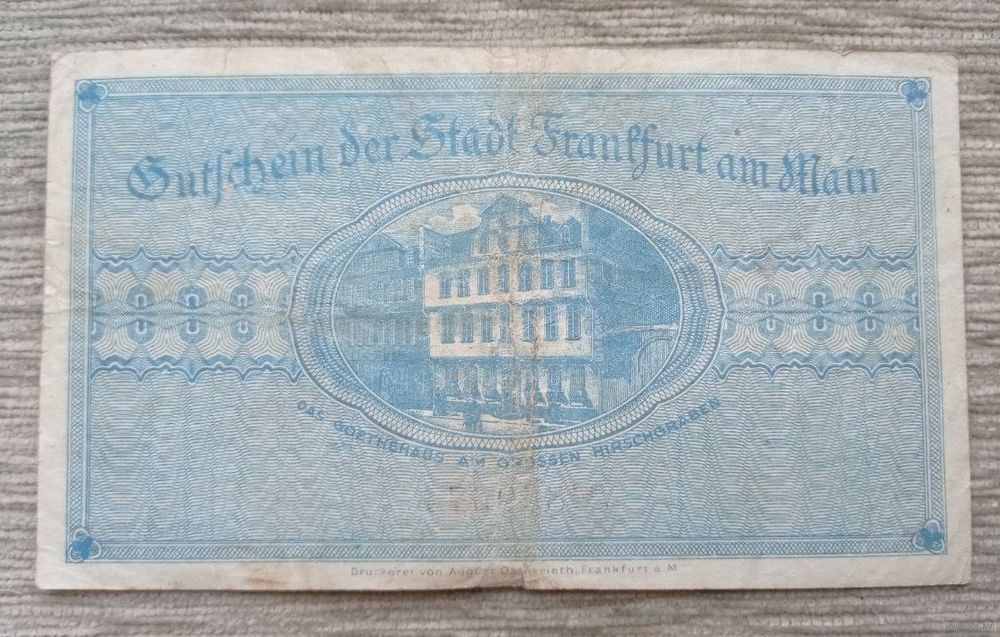 Gutschein der Stadt Frankfurt am Main
DAS GOETHEHAUS AM GROSSEN HIRSCHGRABEN
Druckerei von August Osterrieth, Frankfurt a. M.